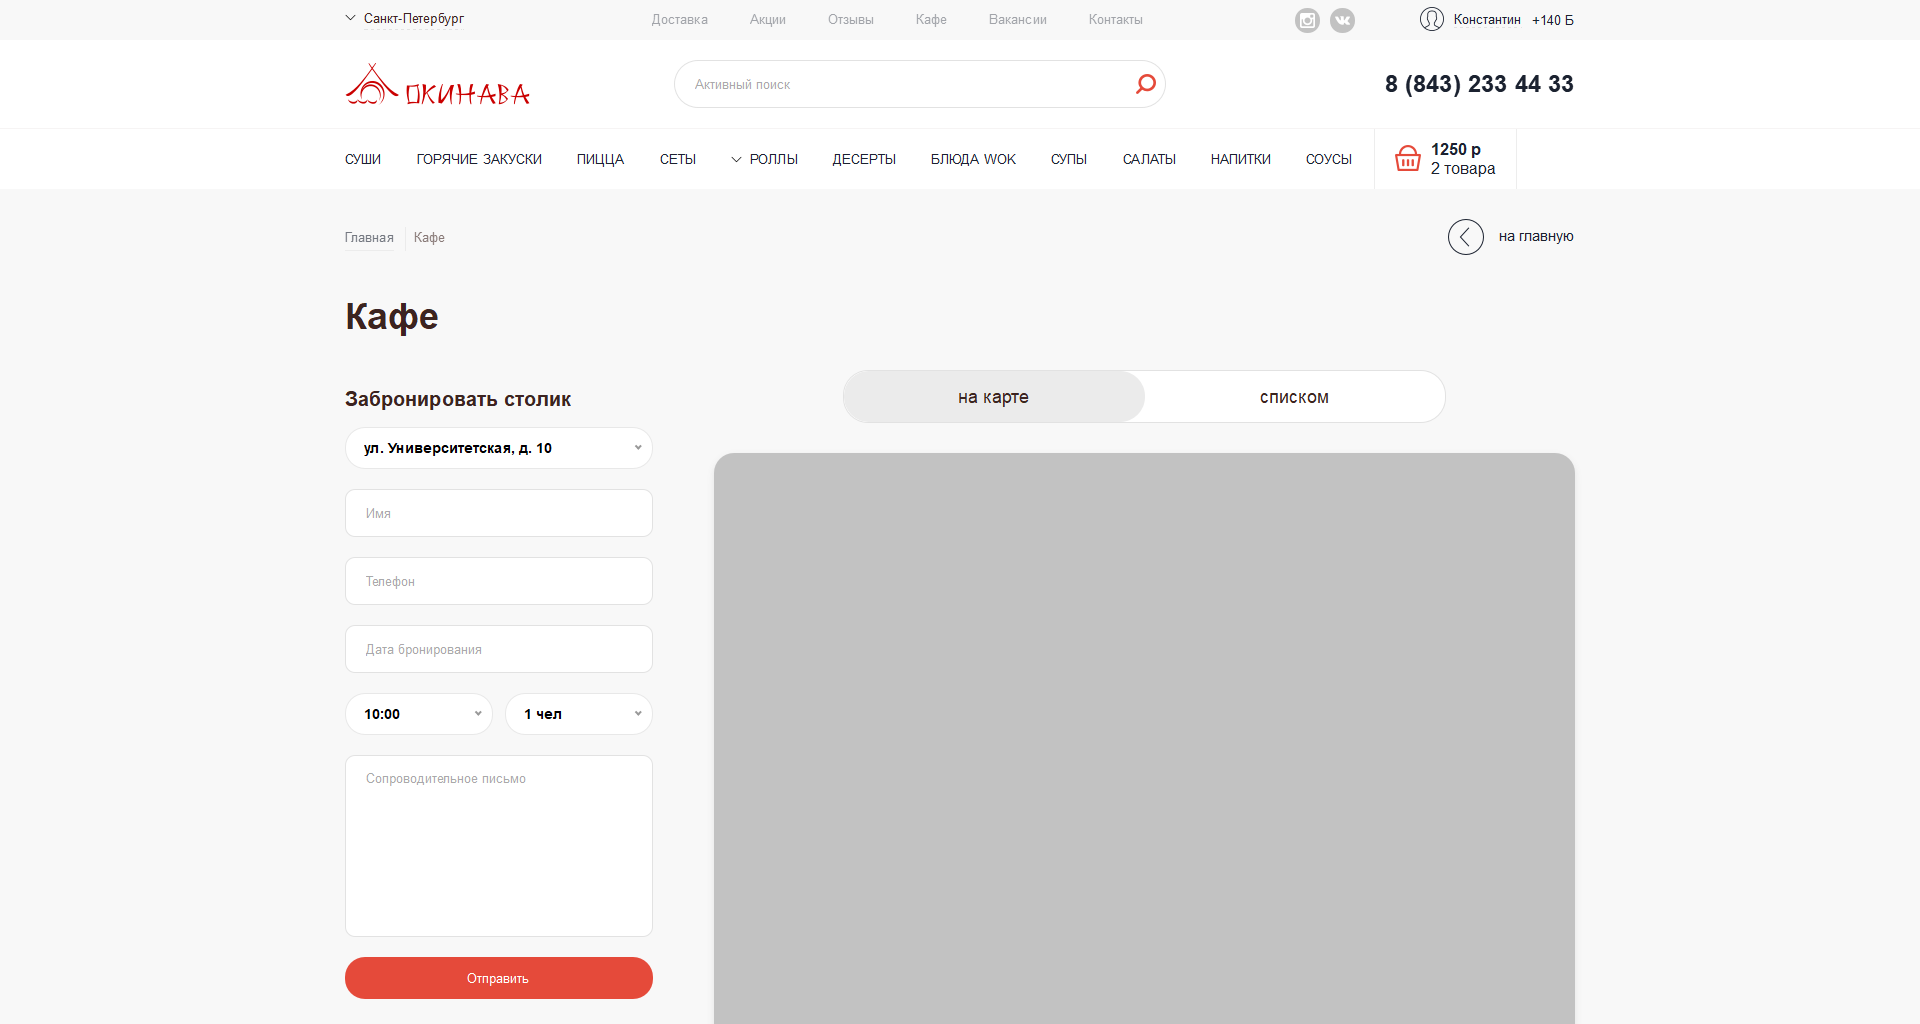 Санкт-Петербург
Доставка Акции Отзывы Кафе Вакансии Контакты
Константин +140 Б
ОКИНАВА
Активный поиск
8 (843) 233 44 33
СУШИ ГОРЯЧИЕ ЗАКУСКИ ПИЦЦА СЕТЫ РОЛЛЫ ДЕСЕРТЫ БЛЮДА WOK СУПЫ САЛАТЫ НАПИТКИ СОУСЫ
1250 р
2 товара
Главная Кафе
на главную
Кафе
Забронировать столик
на карте списком
ул. Университетская, д. 10
Имя
Телефон
Дата бронирования
10:00 1 чел
Сопроводительное письмо
Отправить